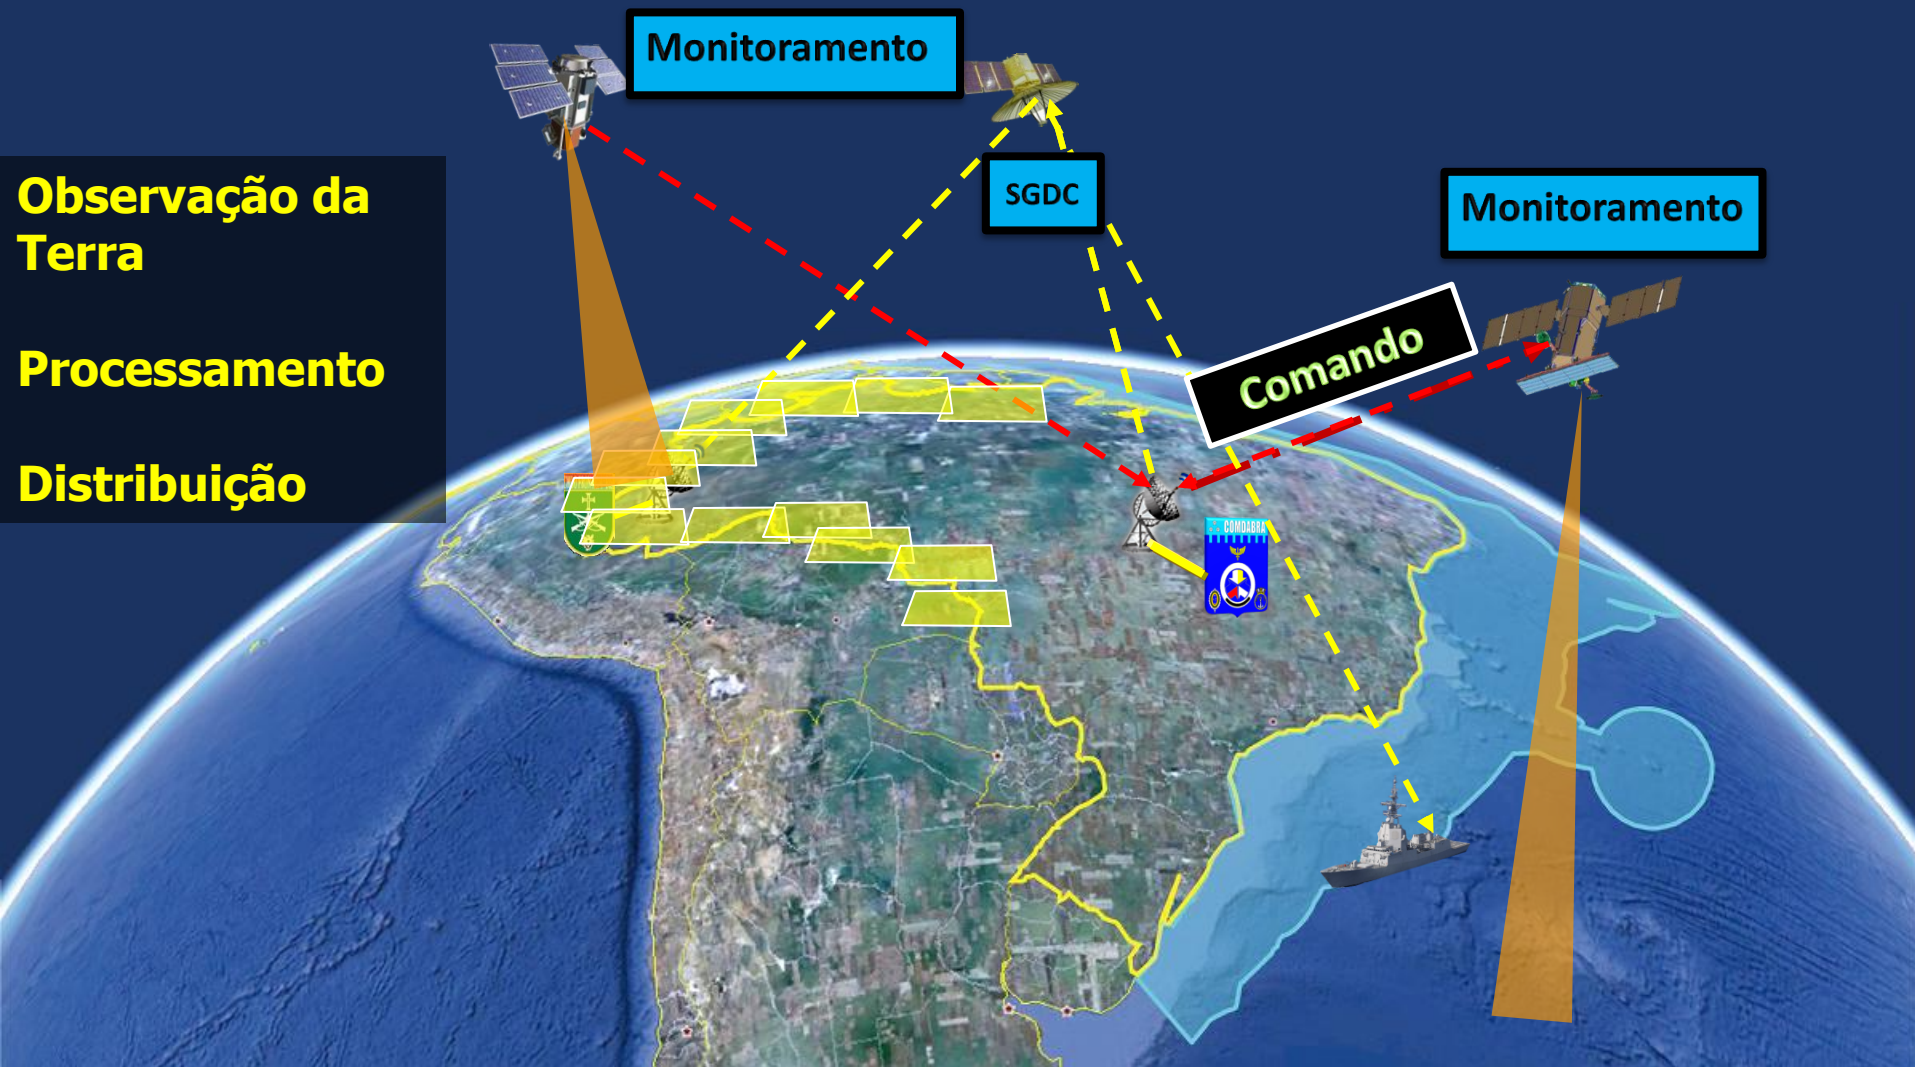 Monitoramento
SGDC
Monitoramento
Observação da
Terra
Processamento
Distribuição
Comando
COMDABRA